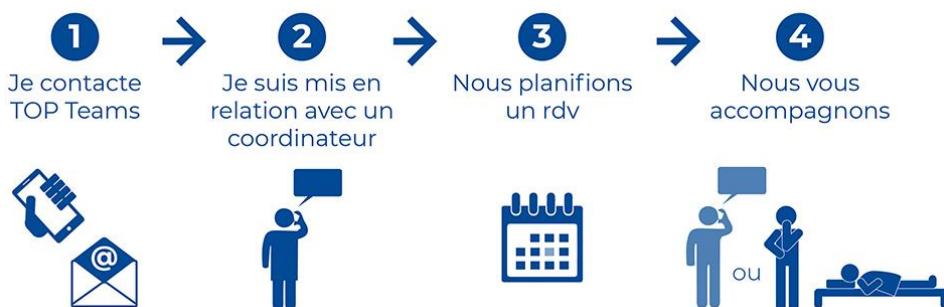 1
Je contacte
TOP Teams
2
Je suis mis en
relation avec un
coordinateur
3
Nous planifions
un rdv
4
Nous vous
accompagnons
@
ou